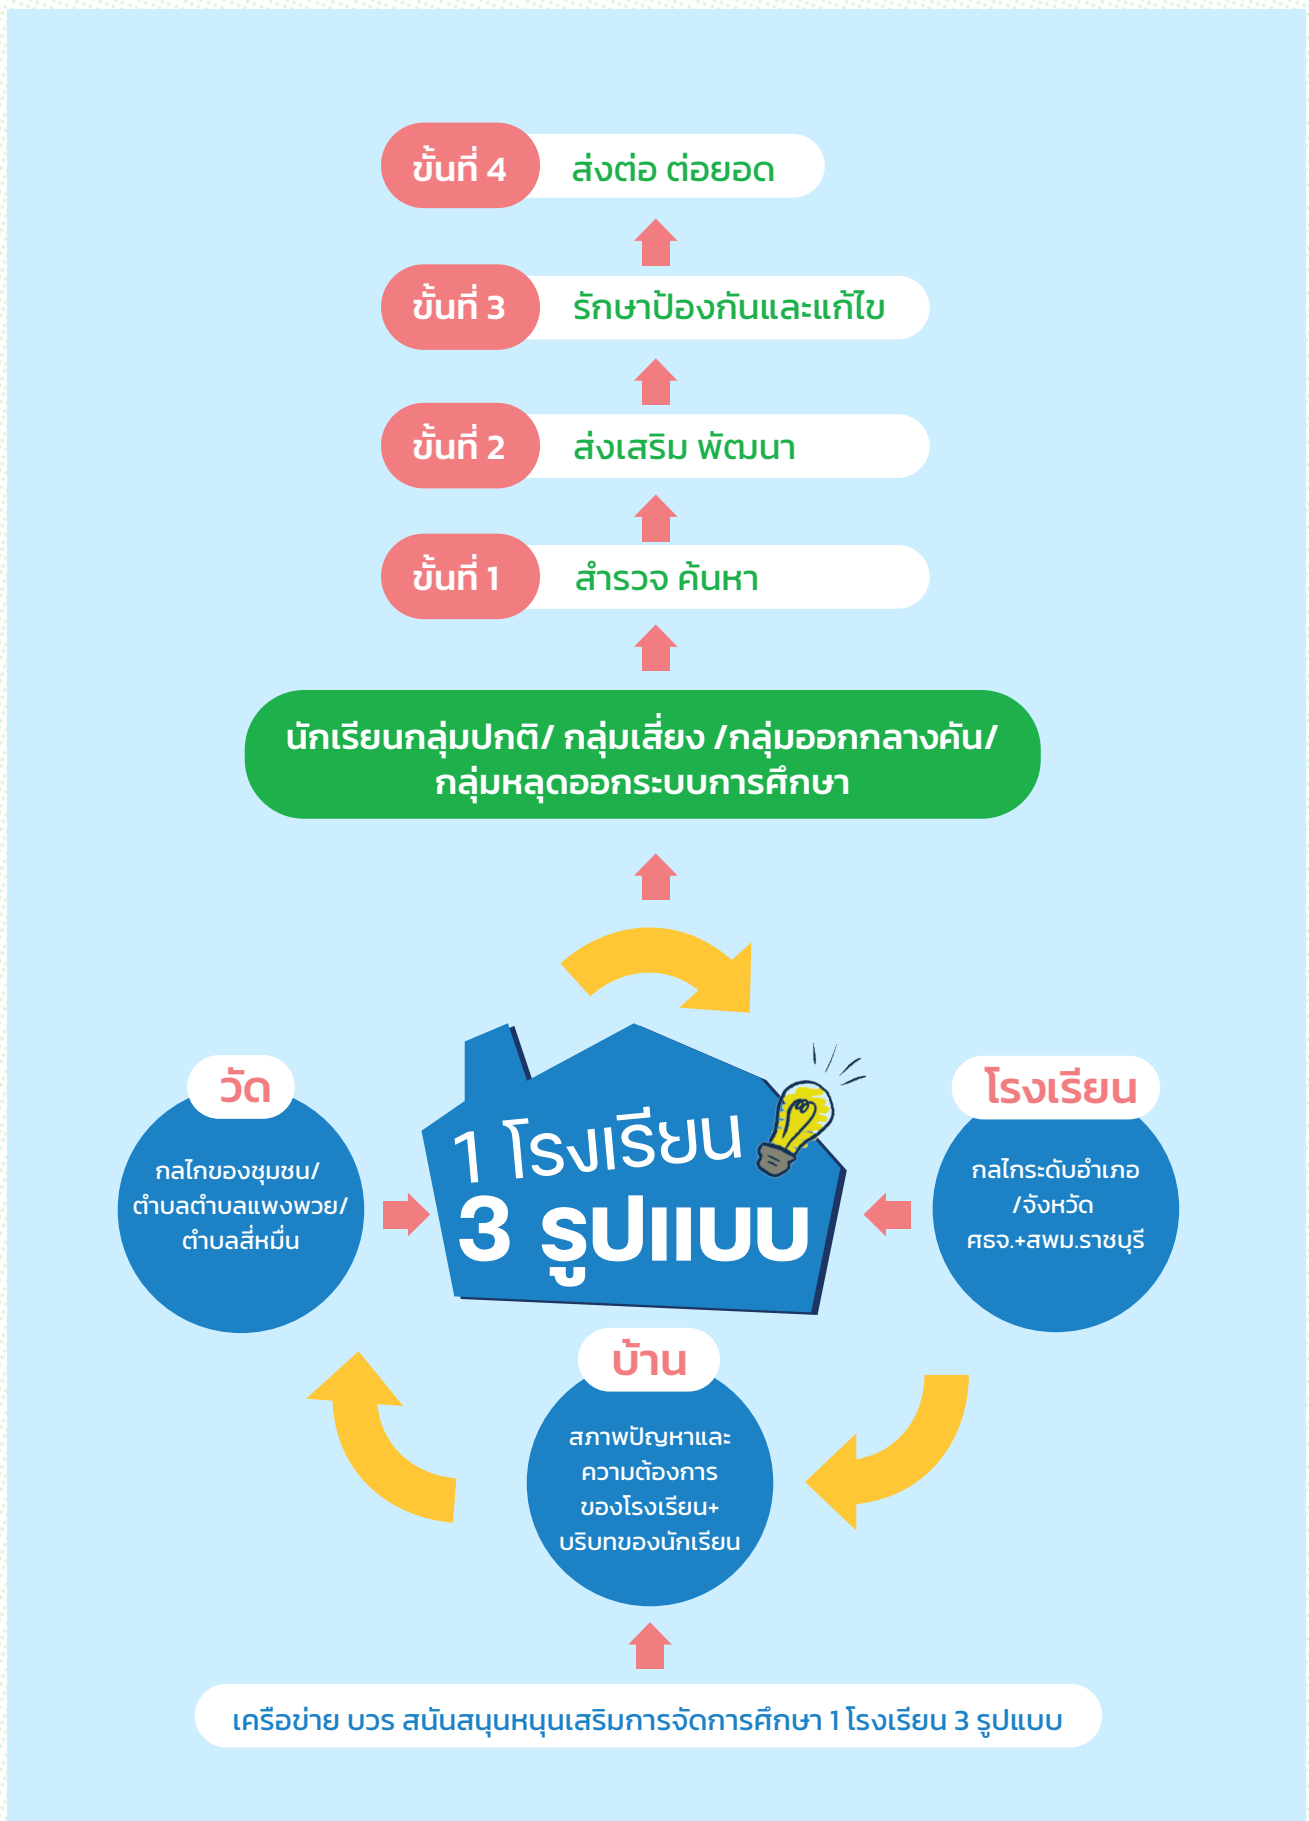 ขั้นที่ 4 ส่งต่อ ต่อยอด
ขั้นที่ 3 รักษาป้องกันและแก้ไข
ขั้นที่ 2 ส่งเสริม พัฒนา
ขั้นที่ 1 สำรวจ ค้นหา
นักเรียนกลุ่มปกติ/ กลุ่มเสี่ยง /กลุ่มออกกลางคัน/
กลุ่มหลุดออกระบบการศึกษา
วัด
กลไกของชุมชน/
ตำบลตำบลแพงพวย/
ตำบลสี่หมื่น
1 โรงเรียน
3 รูปแบบ
โรงเรียน
กลไกระดับอำเภอ
/จังหวัด
ศธจ.+สพม.ราชบุรี
บ้าน
สภาพปัญหาและ
ความต้องการ
ของโรงเรียน+
บริบทของนักเรียน
เครือข่าย บวร สนันสนุนหนุนเสริมการจัดการศึกษา 1 โรงเรียน 3 รูปแบบ